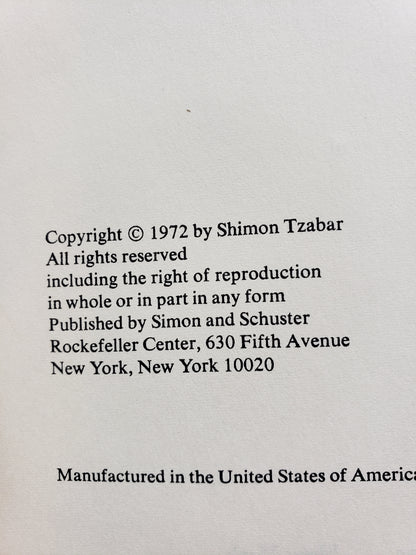 Copyright © 1972 by Shimon Tzabar
All rights reserved
including the right of reproduction
in whole or in part in any form
Published by Simon and Schuster
Rockefeller Center, 630 Fifth Avenue
New York, New York 10020
Manufactured in the United States of America